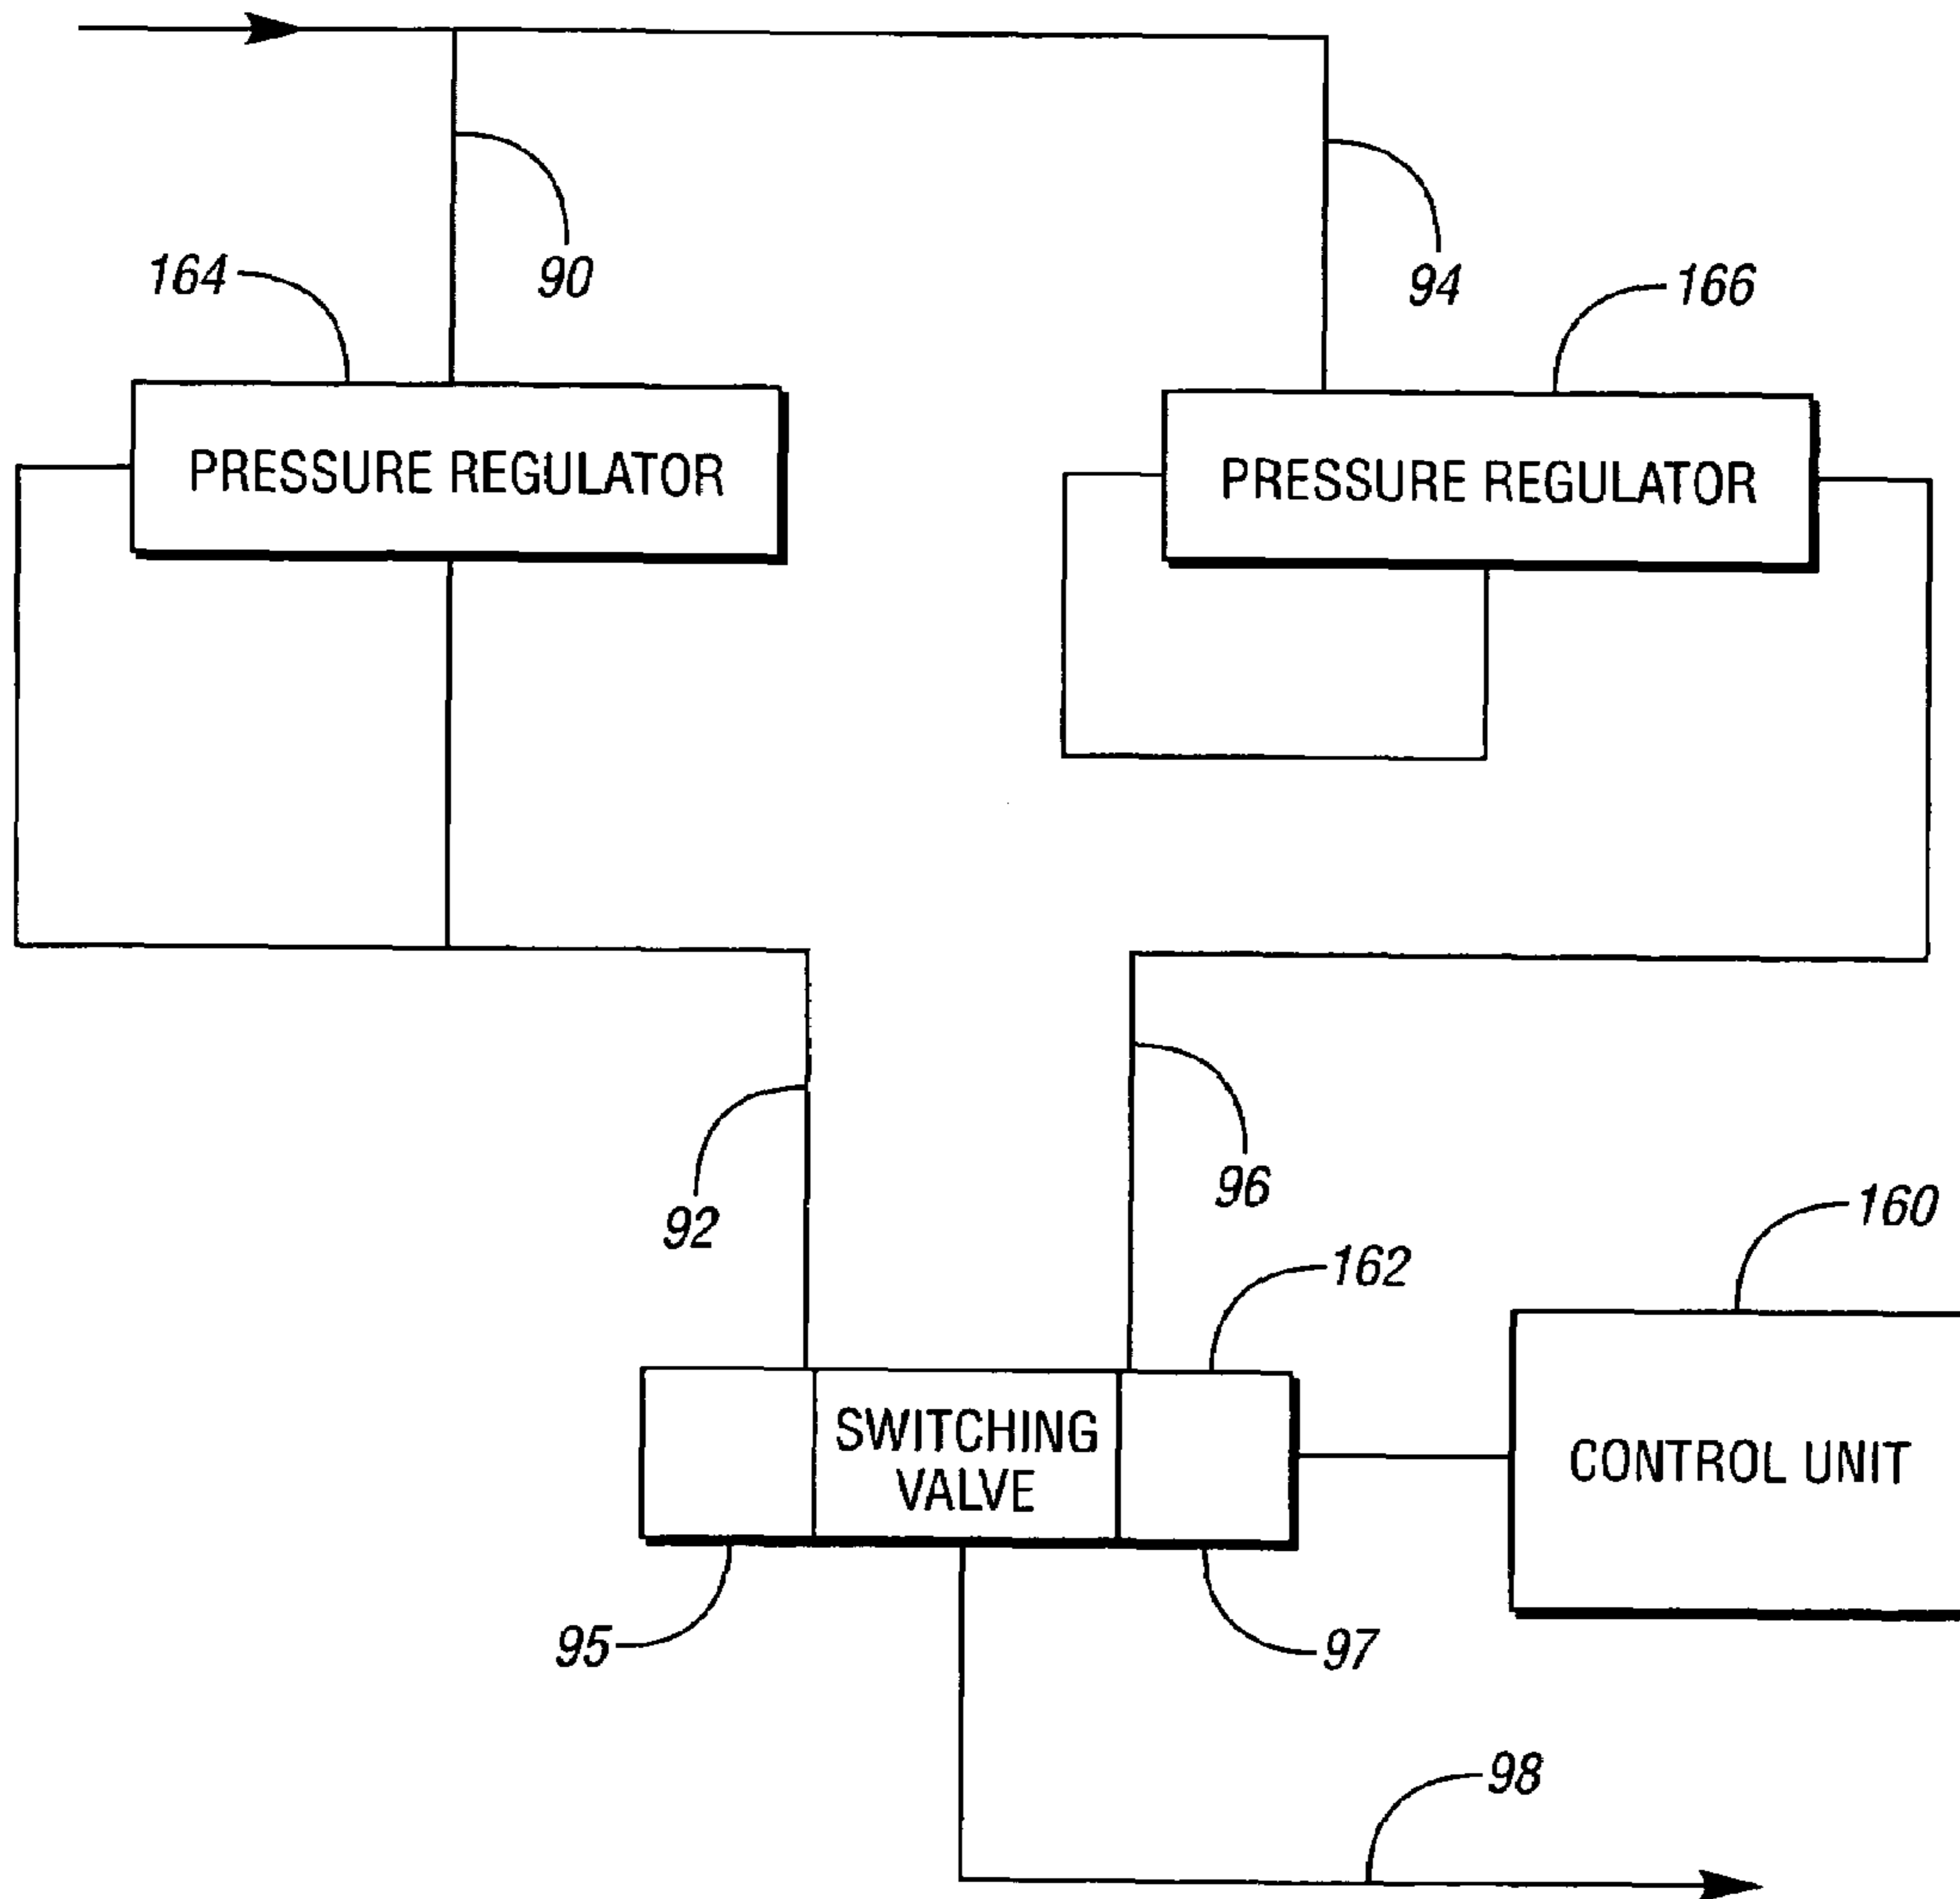 90
94
164
166
PRESSURE REGULATOR
PRESSURE REGULATOR
92
96
160
162
SWITCHING
VALVE
CONTROL UNIT
95
97
98